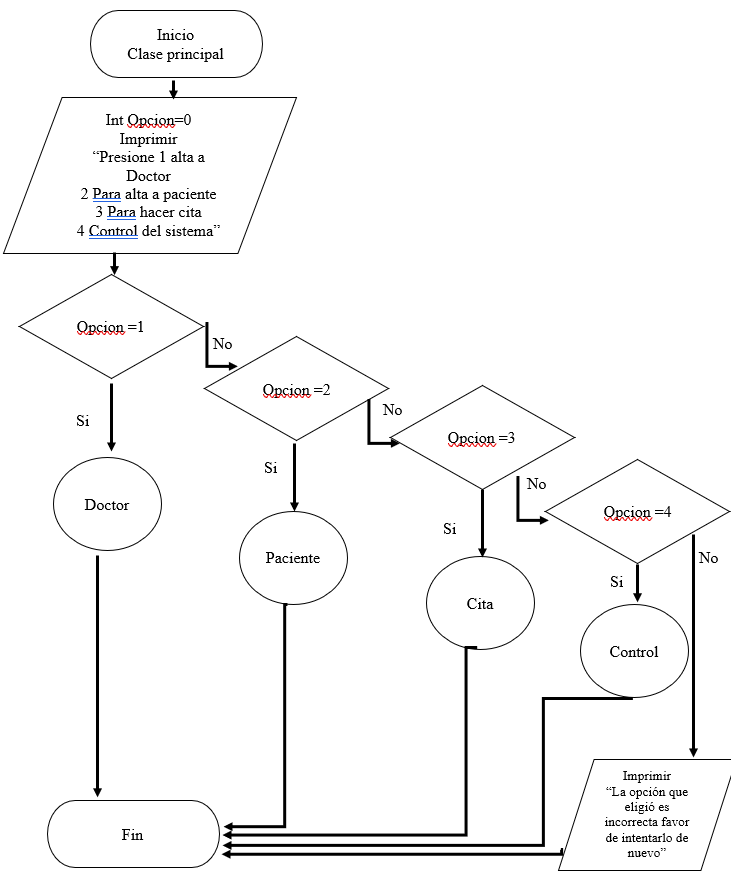 Inicio
Clase principal
Int Opcion=0
Imprimir
“Presione 1 alta a
Doctor
2 Para alta a paciente
3 Para hacer cita
4 Control del sistema”
Opcion =1
No
Si
Opcion =2
No
Si
Opcion =3
No
Si
Opcion =4
No
Si
Doctor
Paciente
Cita
Control
Imprimir
“La opción que
eligió es
incorrecta favor
de intentarlo de
nuevo”
Fin